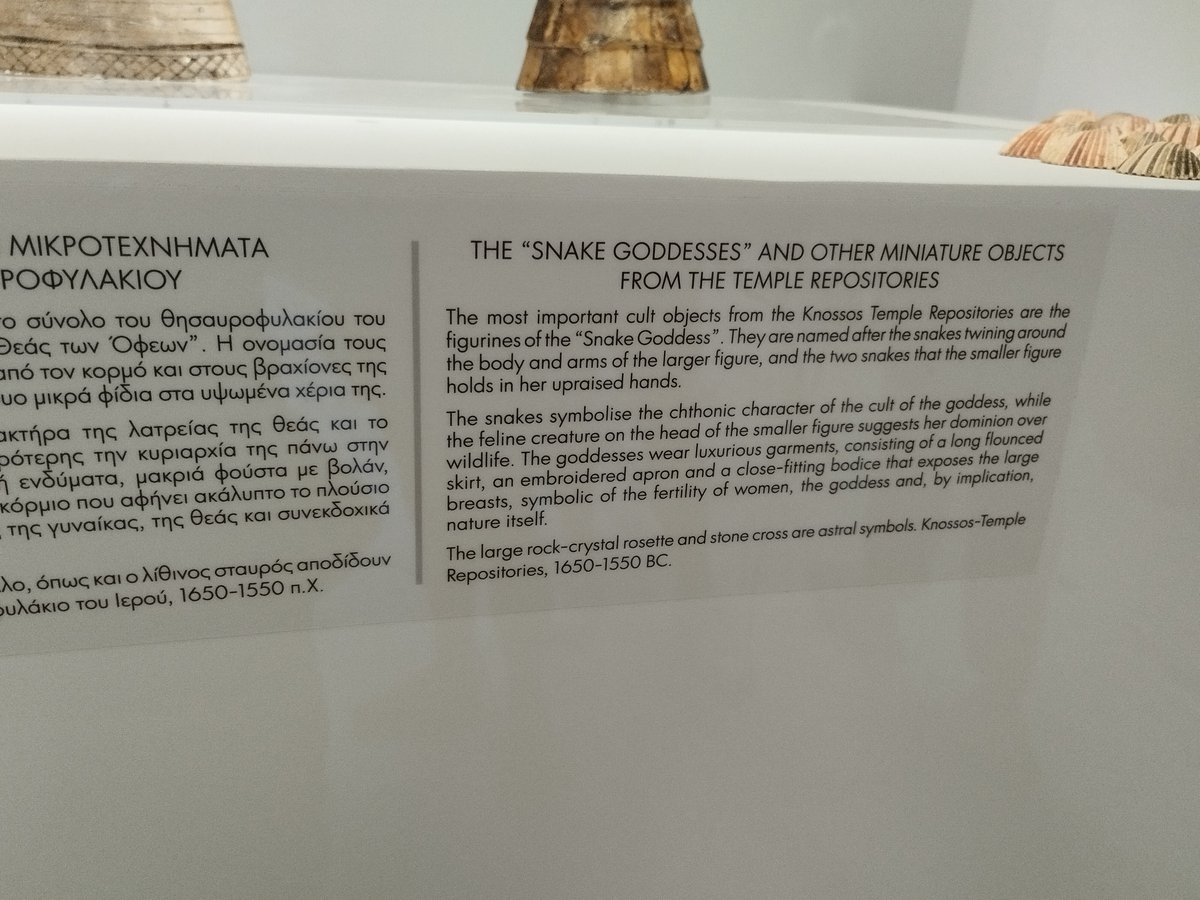 ΜΙΚΡΟΤΕΧΝΗΜΑΤΑ
ΡΟΦΥΛΑΚΙΟΥ
το σύνολο του θησαυροφυλακίου του
Θεάς των Όφεων”. Η ονομασία τους
από τον κορμό και στους βραχίονες της
υο μικρά φίδια στα υψωμένα χέρια της.
ακτήρα της λατρείας της θεάς και το
ρότερης την κυριαρχία της πάνω στην
ή ενδύματα, μακριά φούστα με βολάν,
κόρμιο που αφήνει ακάλυπτο το πλούσιο
της γυναίκας, της θεάς και συνεκδοχικά
λο, όπως και ο λίθινος σταυρός αποδίδουν
υλάκιο του Ιερού, 1650-1550 π.Χ.
THE “SNAKE GODDESSES” AND OTHER MINIATURE OBJECTS
FROM THE TEMPLE REPOSITORIES
The most important cult objects from the Knossos Temple Repositories are the
figurines of the “Snake Goddess”. They are named after the snakes twining around
the body and arms of the larger figure, and the two snakes that the smaller figure
holds in her upraised hands.
The snakes symbolise the chthonic character of the cult of the goddess, while
the feline creature on the head of the smaller figure suggests her dominion over
wildlife. The goddesses wear luxurious garments, consisting of a long flounced
skirt, an embroidered apron and a close-fitting bodice that exposes the large
breasts, symbolic of the fertility of women, the goddess and, by implication,
nature itself.
The large rock-crystal rosette and stone cross are astral symbols. Knossos-Temple
Repositories, 1650-1550 BC.